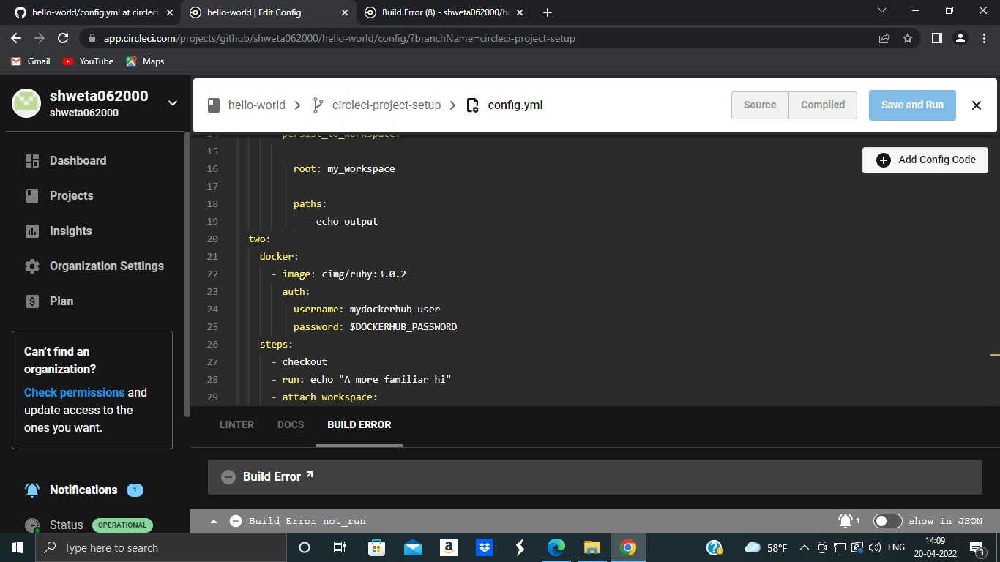 hello-world/config.yml at circleci
hello-world | Edit Config
Build Error (8) - shweta062000/he
app.circleci.com/projects/github/shweta062000/hello-world/config/?branchName=circleci-project-setup
Gmail
YouTube
Maps
shweta062000
shweta062000
Dashboard
Projects
Insights
Organization Settings
Plan
Can't find an
organization?
Check permissions and
update access to the
ones you want.
Notifications 1
Status OPERATIONAL
hello-world > circleci-project-setup > config.yml
Source
Compiled
Save and Run
Add Config Code
14 persist_to_workspace:
15
16 root: my_workspace
17
18 paths:
19 - echo-output
20 two:
21 docker:
22 - image: cimg/ruby:3.0.2
23 auth:
24 username: mydockerhub-user
25 password: $DOCKERHUB_PASSWORD
26 steps:
27 - checkout
28 - run: echo "A more familiar hi"
29 - attach_workspace:
LINTER
DOCS
BUILD ERROR
Build Error
Build Error not_run
1
show in JSON
Type here to search
58°F
ENG
14:09
20-04-2022
3